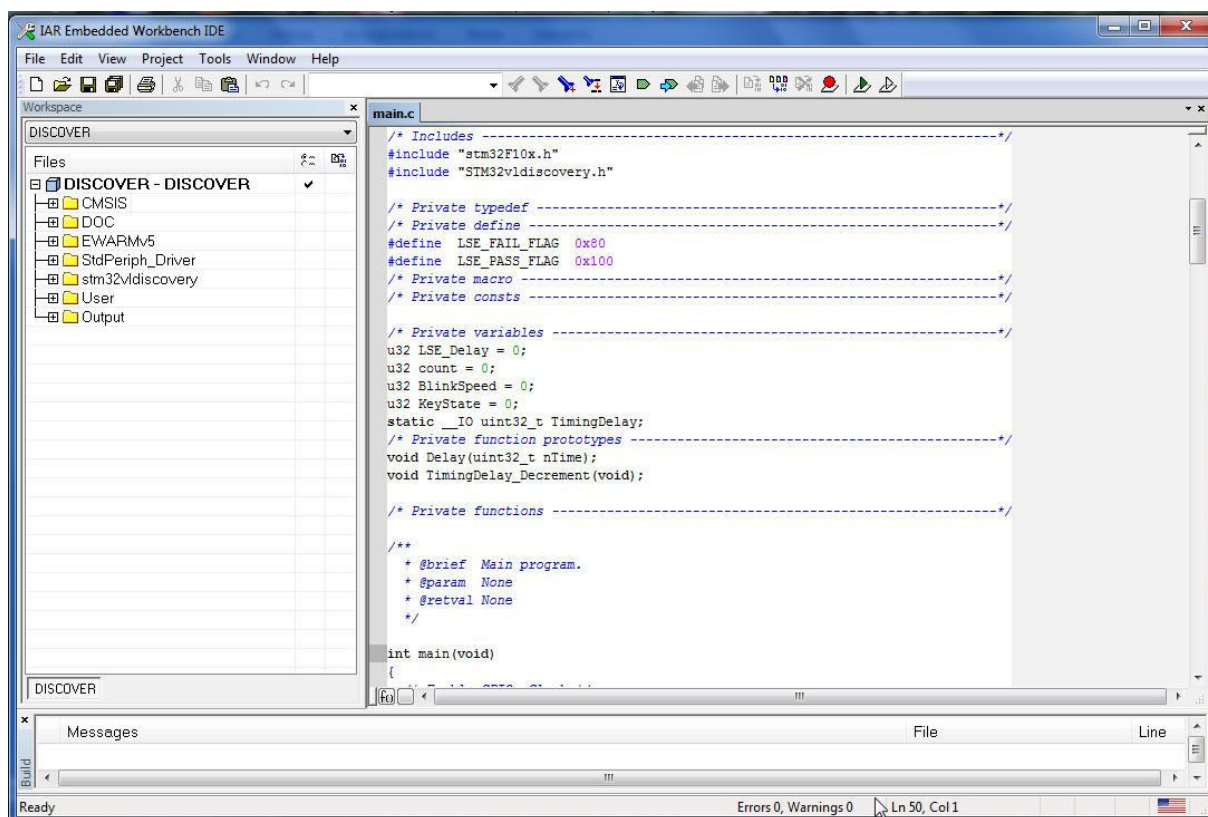 IAR Embedded Workbench IDE
File Edit View Project Tools Window Help
Workspace
DISCOVER
Files
DISCOVER - DISCOVER
CMSIS
DOC
EWARMv5
StdPeriph_Driver
stm32vldiscovery
User
Output
DISCOVER
main.c
/* Includes ------------------------------------------------------------------*/
#include "stm32F10x.h"
#include "STM32vldiscovery.h"
/* Private typedef -----------------------------------------------------------*/
/* Private define ------------------------------------------------------------*/
#define  LSE_FAIL_FLAG  0x80
#define  LSE_PASS_FLAG  0x100
/* Private macro -------------------------------------------------------------*/
/* Private consts ------------------------------------------------------------*/
/* Private variables ---------------------------------------------------------*/
u32 LSE_Delay = 0;
u32 count = 0;
u32 BlinkSpeed = 0;
u32 KeyState = 0;
static __IO uint32_t TimingDelay;
/* Private function prototypes -----------------------------------------------*/
void Delay(uint32_t nTime);
void TimingDelay_Decrement(void);
/* Private functions ---------------------------------------------------------*/
/**
  * @brief  Main program.
  * @param  None
  * @retval None
  */
int main(void)
{
Messages File Line
Build
Ready Errors 0, Warnings 0 Ln 50, Col 1